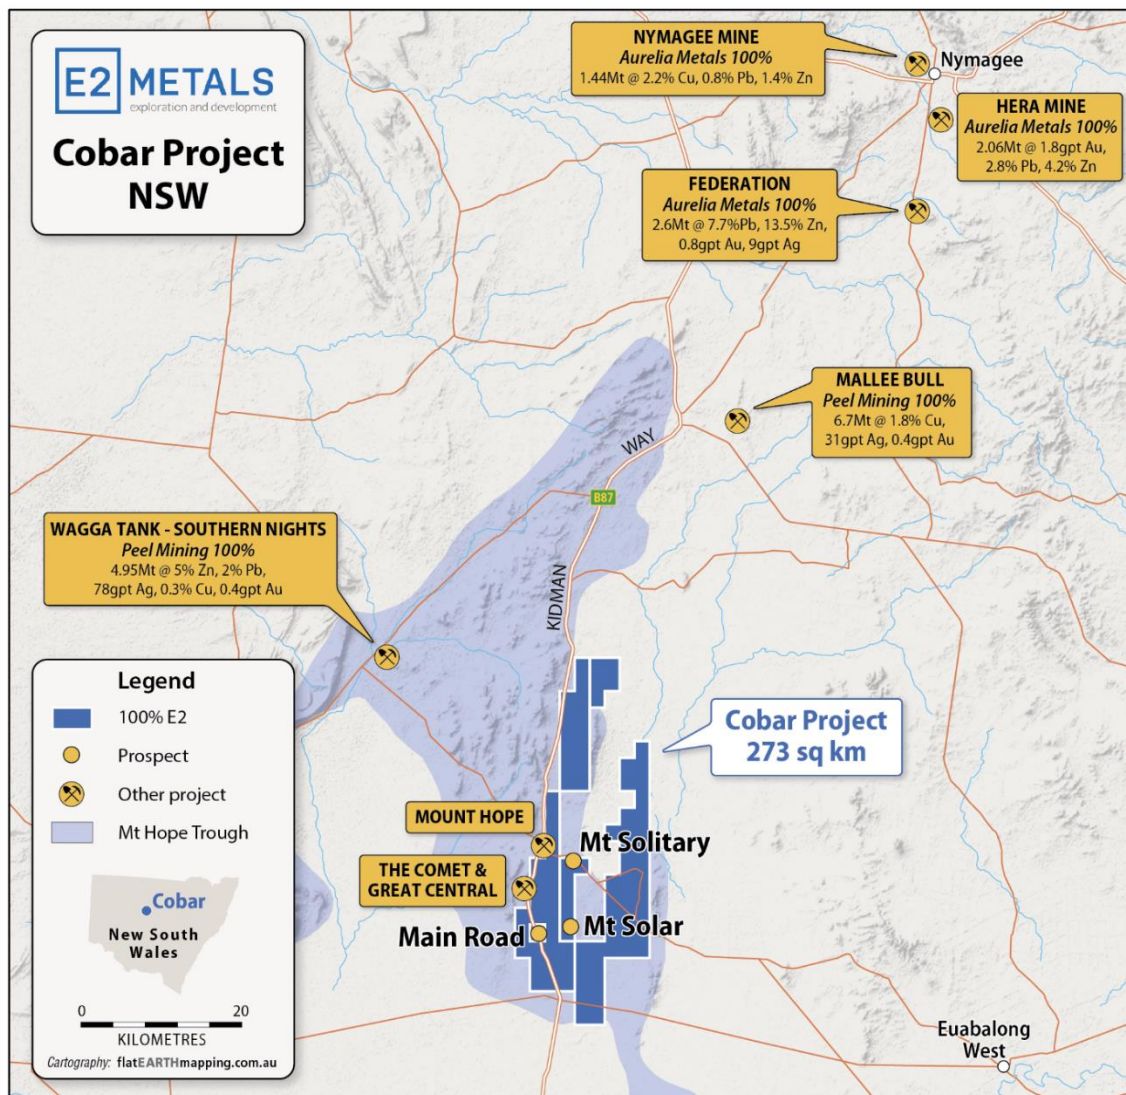 E2 METALS
exploration and development
Cobar Project
NSW
NYMAGEE MINE
Aurelia Metals 100%
1.44Mt @ 2.2% Cu, 0.8% Pb, 1.4% Zn
Nymagee
HERA MINE
Aurelia Metals 100%
2.06Mt @ 1.8gpt Au,
2.8% Pb, 4.2% Zn
FEDERATION
Aurelia Metals 100%
2.6Mt @ 7.7%Pb, 13.5% Zn,
0.8gpt Au, 9gpt Ag
MALLEE BULL
Peel Mining 100%
6.7Mt @ 1.8% Cu,
31gpt Ag, 0.4gpt Au
KIDMAN
WAY
B87
WAGGA TANK - SOUTHERN NIGHTS
Peel Mining 100%
4.95Mt @ 5% Zn, 2% Pb,
78gpt Ag, 0.3% Cu, 0.4gpt Au
Cobar Project
273 sq km
MOUNT HOPE
Mt Solitary
THE COMET &
GREAT CENTRAL
Main Road
Mt Solar
Euabalong
West
Legend
100% E2
Prospect
Other project
Mt Hope Trough
Cobar
New South
Wales
0 20
KILOMETRES
Cartography: flatEARTHmapping.com.au